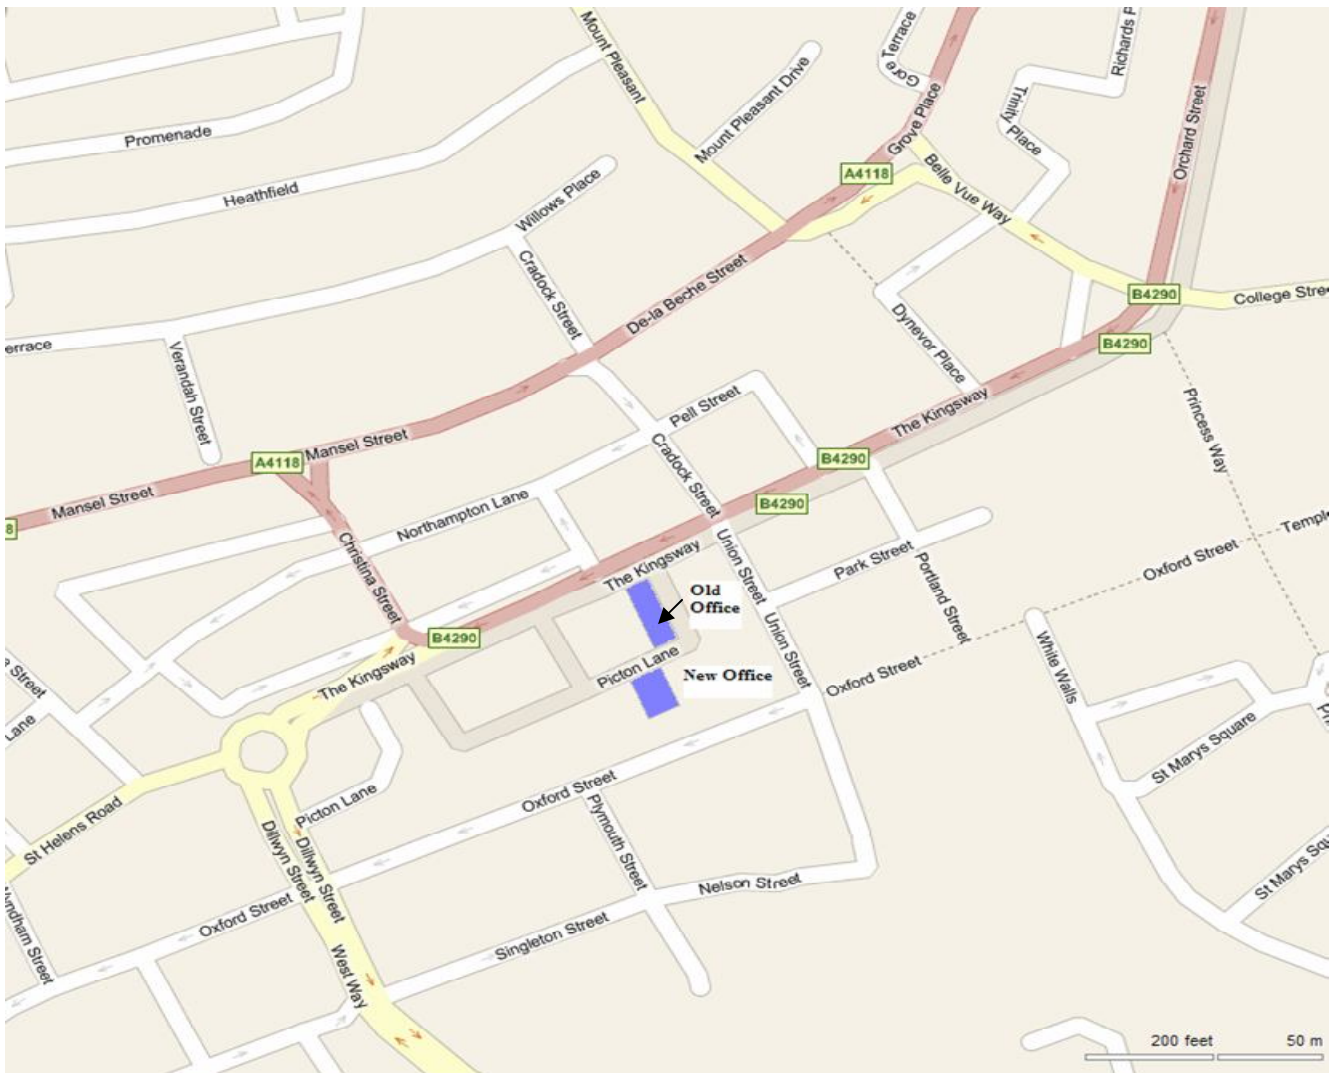 Mount Pleasant
Gore Terrace
Richards P
Promenade
Mount Pleasant Drive
Grove Place
Trinity Place
Orchard Street
Heathfield
Willows Place
A4118
Belle Vue Way
Cradock Street
De-la Beche Street
B4290
College Stree
Dynevor Place
B4290
errace
Verandah Street
Pell Street
The Kingsway
Princess Way
Mansel Street
A4118
Cradock Street
B4290
Mansel Street
8
Northampton Lane
B4290
Temple
Christina Street
The Kingsway
Union Street
Park Street
Portland Street
Oxford Street
Old
Office
Union Street
B4290
The Kingsway
Picton Lane
New Office
Oxford Street
White Walls
e Street
Lane
St Marys Square
Picton Lane
Oxford Street
Plymouth Street
St Helens Road
Dillwyn Street
Dillwyn Street
Nelson Street
St Marys Squ
Wyndham Street
Oxford Street
Singleton Street
West Way
200 feet
50 m